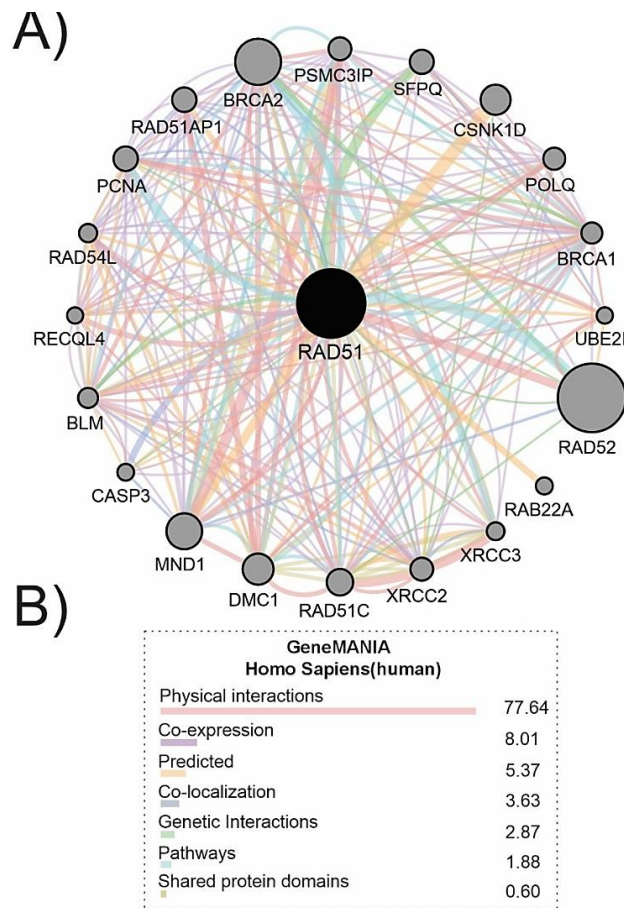 A)
PSMC3IP
SFPQ
BRCA2
CSNK1D
RAD51AP1
POLQ
PCNA
BRCA1
RAD54L
RAD51
RECQL4
UBE2I
BLM
RAD52
CASP3
RAB22A
MND1
XRCC3
DMC1
XRCC2
RAD51C
B)
GeneMANIA
Homo Sapiens(human)
Physical interactions
77.64
Co-expression
8.01
Predicted
5.37
Co-localization
3.63
Genetic Interactions
2.87
Pathways
1.88
Shared protein domains
0.60